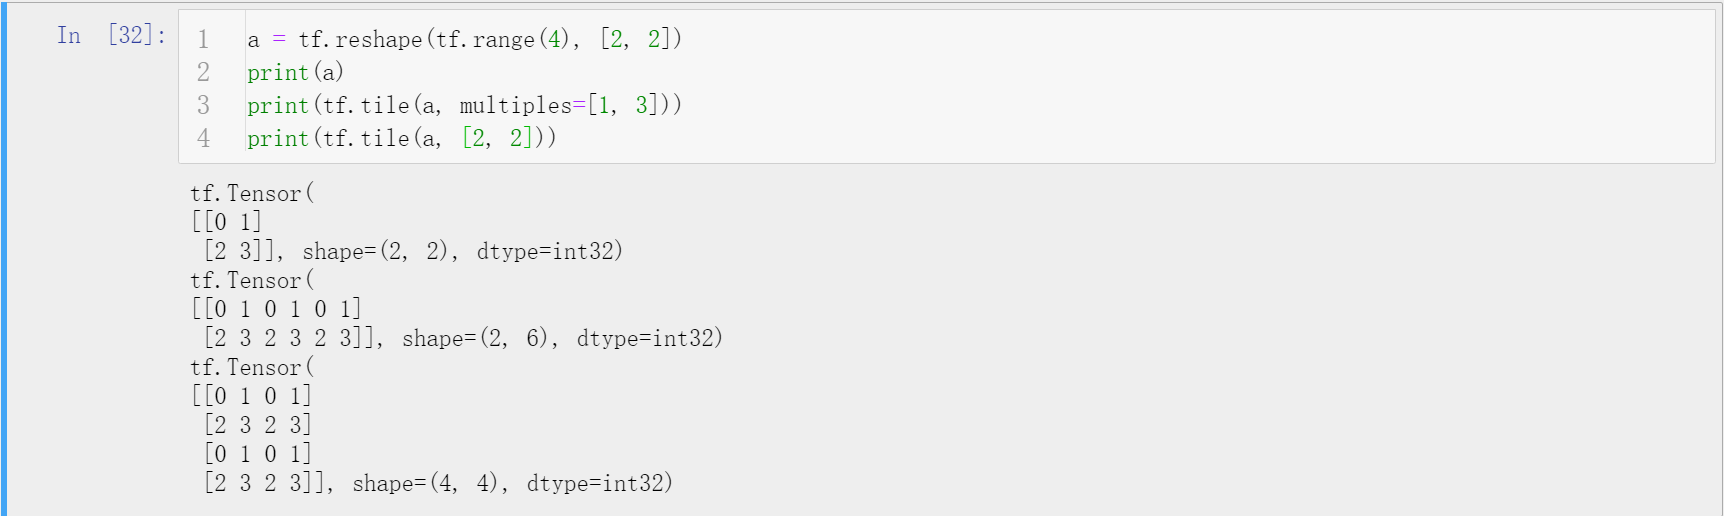 In [32]:
1 a = tf.reshape(tf.range(4), [2, 2])
2 print(a)
3 print(tf.tile(a, multiples=[1, 3]))
4 print(tf.tile(a, [2, 2]))
tf.Tensor(
[[0 1]
 [2 3]], shape=(2, 2), dtype=int32)
tf.Tensor(
[[0 1 0 1 0 1]
 [2 3 2 3 2 3]], shape=(2, 6), dtype=int32)
tf.Tensor(
[[0 1 0 1]
 [2 3 2 3]
 [0 1 0 1]
 [2 3 2 3]], shape=(4, 4), dtype=int32)